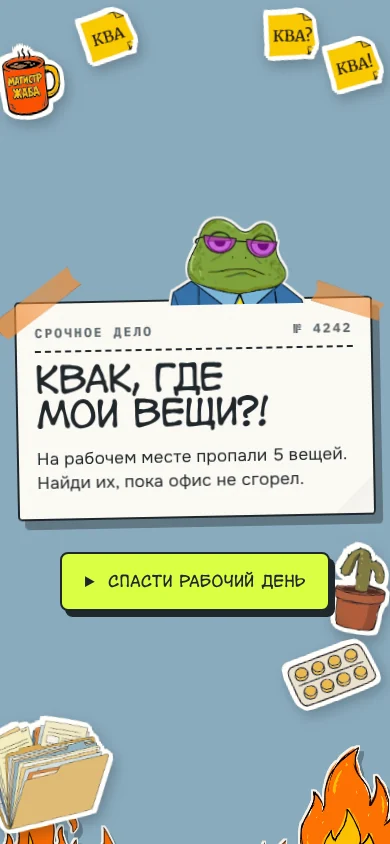 КВА
КВА?
КВА!
МАГИСТР
ЖАБА
СРОЧНОЕ ДЕЛО
№ 4242
КВАК, ГДЕ
МОИ ВЕЩИ?!
На рабочем месте пропали 5 вещей.
Найди их, пока офис не сгорел.
СПАСТИ РАБОЧИЙ ДЕНЬ